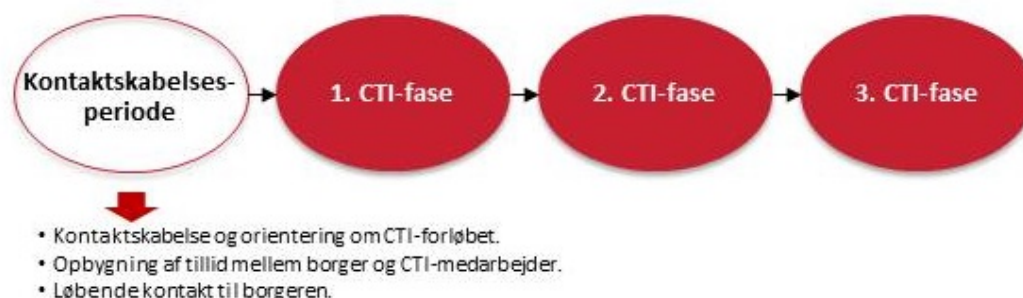 Kontaktskabelses-
periode
1. CTI-fase
2. CTI-fase
3. CTI-fase
• Kontaktskabelse og orientering om CTI-forløbet.
• Opbygning af tillid mellem borger og CTI-medarbejder.
• Løbende kontakt til borgeren.